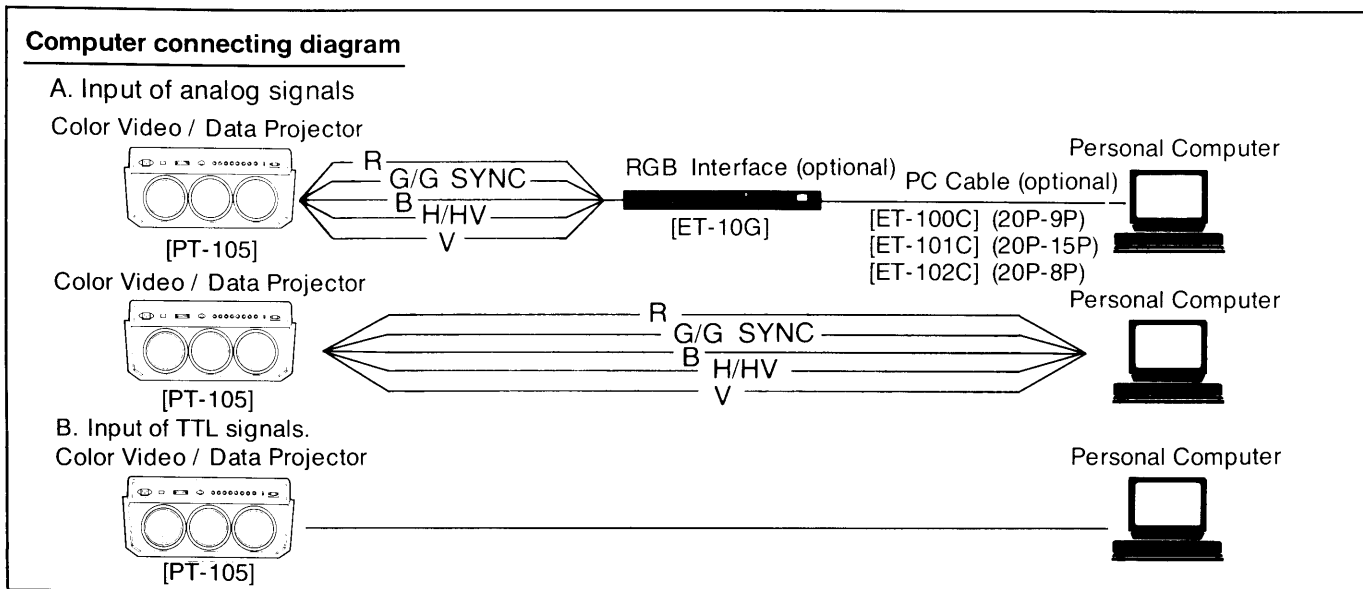 Computer connecting diagram
A. Input of analog signals
Color Video / Data Projector
R
G/G SYNC
B
H/HV
V
[PT-105]
RGB Interface (optional)
[ET-10G]
PC Cable (optional)
[ET-100C] (20P-9P)
[ET-101C] (20P-15P)
[ET-102C] (20P-8P)
Personal Computer
Color Video / Data Projector
R
G/G SYNC
B
H/HV
V
[PT-105]
Personal Computer
B. Input of TTL signals.
Color Video / Data Projector
[PT-105]
Personal Computer